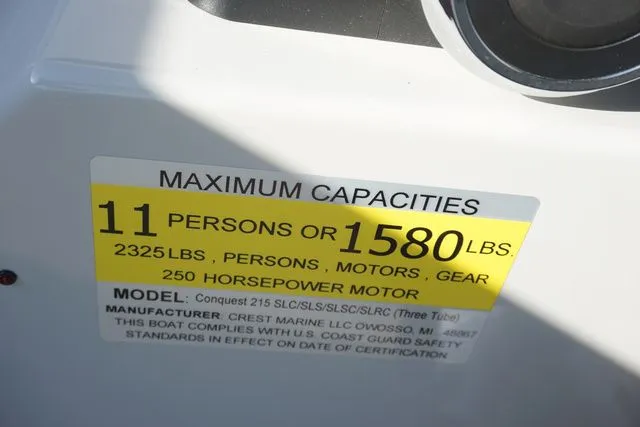 MAXIMUM CAPACITIES
11 PERSONS OR 1580 LBS.
2325 LBS , PERSONS , MOTORS , GEAR
250 HORSEPOWER MOTOR
MODEL: Conquest 215 SLC/SLS/SLSC/SLRC (Three Tube)
MANUFACTURER: CREST MARINE LLC OWOSSO, MI 48867
THIS BOAT COMPLIES WITH U.S. COAST GUARD SAFETY
STANDARDS IN EFFECT ON DATE OF CERTIFICATION